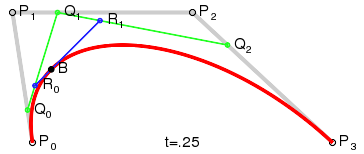 P₁ Q₁ R₁ P₂
Q₂
B
R₀
Q₀
P₀ t=.25 P₃